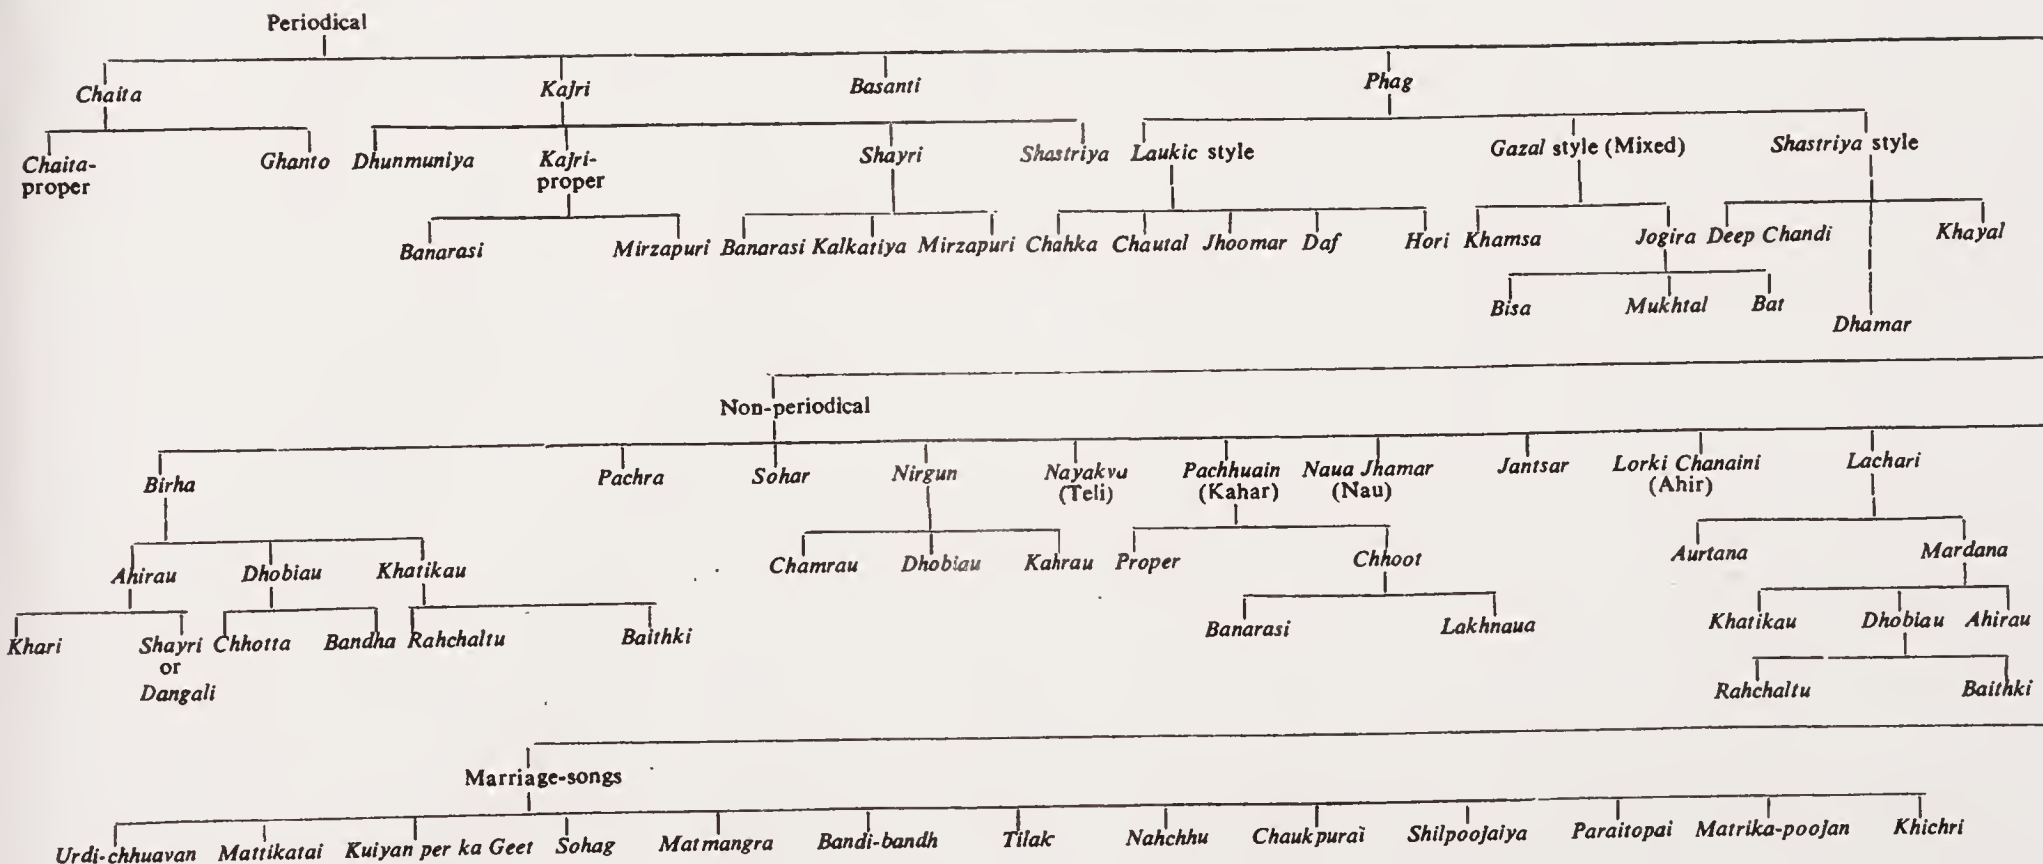 Periodical
Chaita Kajri Basanti Phag
Chaita-proper Ghanto Dhunmuniya Kajri-proper Shayri Shastriya Laukic style Gazal style (Mixed) Shastriya style
Banarasi Mirzapuri Banarasi Kalkatiya Mirzapuri Chahka Chautal Jhoomar Daf Hori Khamsa Jogira Deep Chandi Khayal
Bisa Mukhtal Bat
Dhamar
Non-periodical
Birha Pachra Sohar Nirgun Nayakva (Teli) Pachhuain (Kahar) Naua Jhamar (Nau) Jantsar Lorki Chanaini (Ahir) Lachari
Ahirau Dhobiau Khatikau Chamrau Dhobiau Kahrau Proper Chhoot Aurtana Mardana
Khari Shayri or Dangali Chhotta Bandha Rahchaltu Baithki Banarasi Lakhnaua Khatikau Dhobiau Ahirau
Rahchaltu Baithki
Marriage-songs
Urdi-chhuavan Mattikatai Kuiyan per ka Geet Sohag Matmangra Bandi-bandh Tilak Nahchhu Chaukpurai Shilpoojaiya Paraitopai Matrika-poojan Khichri